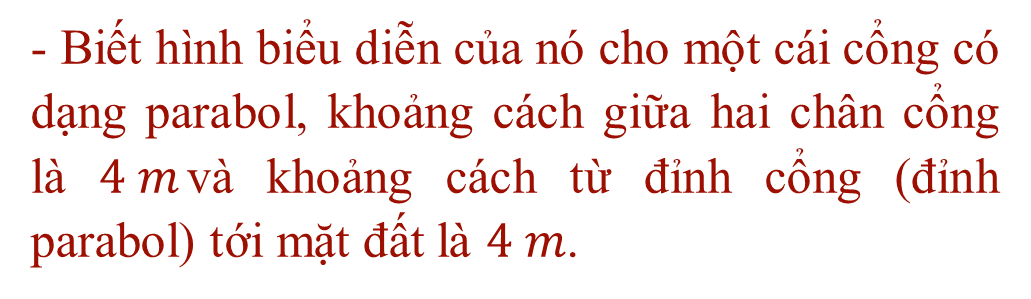 - Biết hình biểu diễn của nó cho một cái cổng có
dạng parabol, khoảng cách giữa hai chân cổng
là 4 m và khoảng cách từ đỉnh cổng (đỉnh
parabol) tới mặt đất là 4 m.